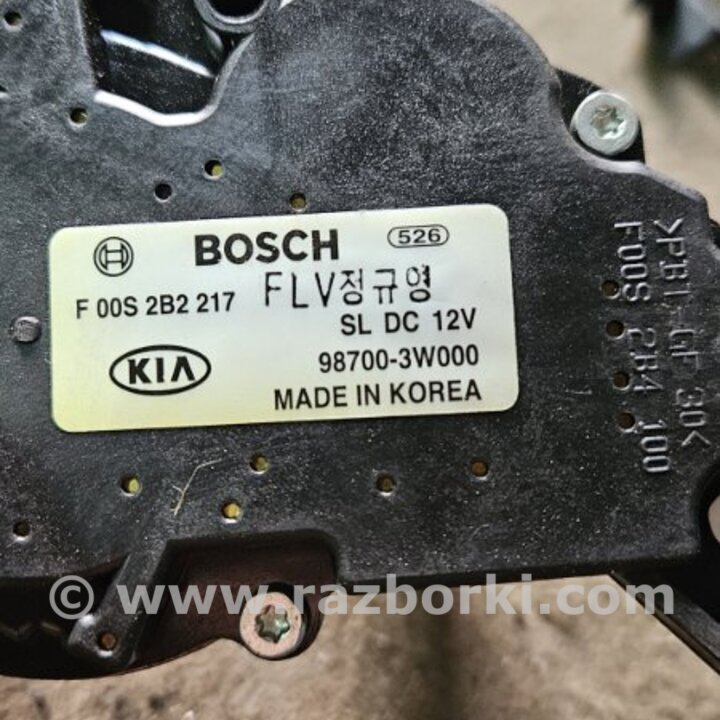 BOSCH 526
F 00S 2B2 217 FLV정규영
SL DC 12V
KIA 98700-3W000
MADE IN KOREA
>PBT-GF 30<
F00S 2B4 100
© www.razborki.com